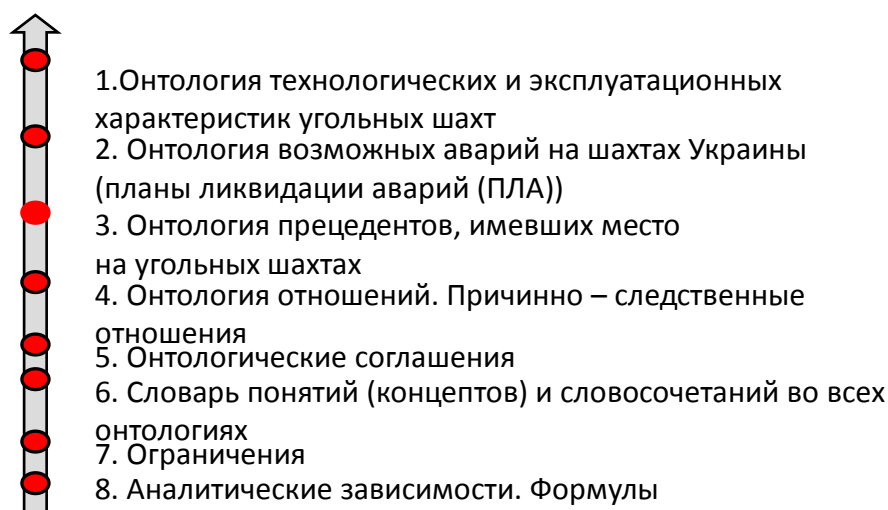 1.Онтология технологических и эксплуатационных
характеристик угольных шахт
2. Онтология возможных аварий на шахтах Украины
(планы ликвидации аварий (ПЛА))
3. Онтология прецедентов, имевших место
на угольных шахтах
4. Онтология отношений. Причинно – следственные
отношения
5. Онтологические соглашения
6. Словарь понятий (концептов) и словосочетаний во всех
онтологиях
7. Ограничения
8. Аналитические зависимости. Формулы